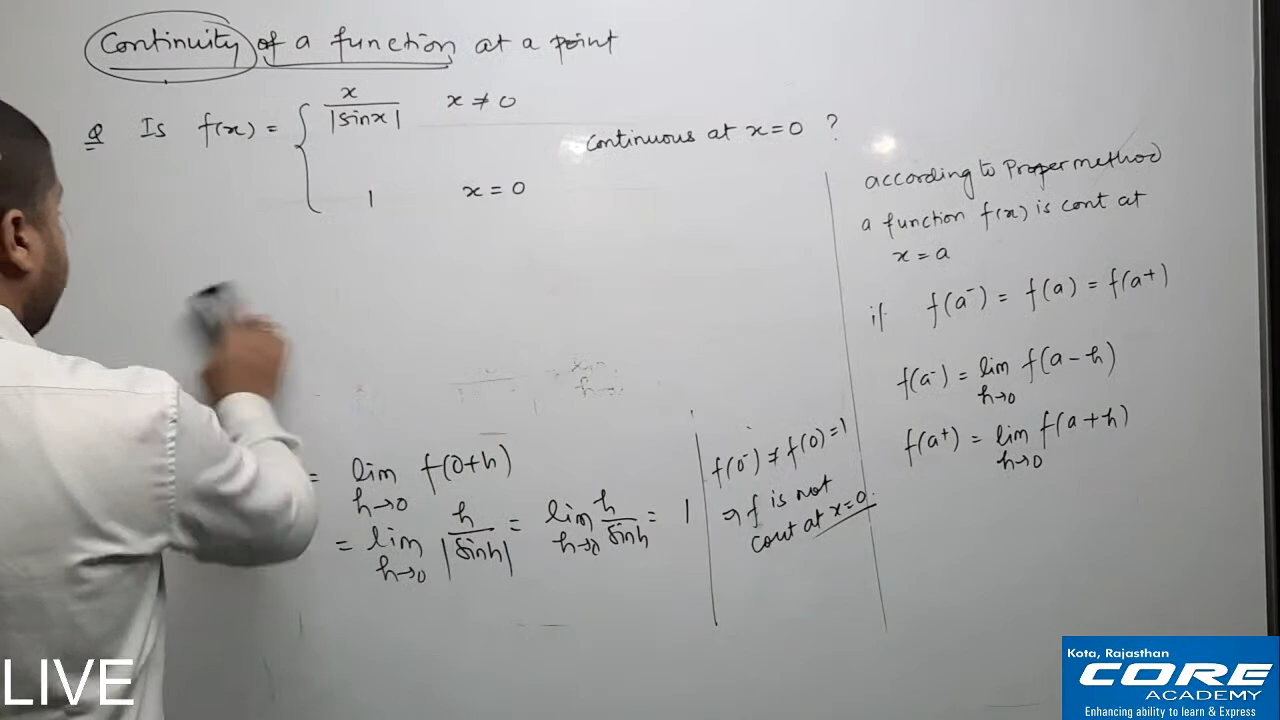 Continuity of a function at a point
Q Is f(x) = { x/|sinx| x ≠ 0
1 x = 0
continuous at x = 0 ?
= lim h→0 f(0+h)
= lim h→0 h/|sinh| = lim h→0 h/sinh = 1
f(0⁻) ≠ f(0) = 1
⇒ f is not
cont at x=0.
according to Proper method
a function f(x) is cont at
x = a
if f(a⁻) = f(a) = f(a⁺)
f(a⁻) = lim h→0 f(a-h)
f(a⁺) = lim h→0 f(a+h)
LIVE
Kota, Rajasthan
CORE
ACADEMY
Enhancing ability to learn & Express